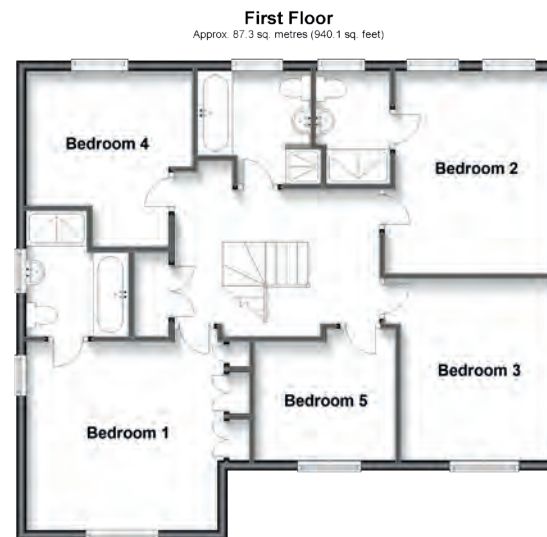 First Floor
Approx. 87.3 sq. metres (940.1 sq. feet)
Bedroom 4
Bedroom 2
Bedroom 3
Bedroom 5
Bedroom 1